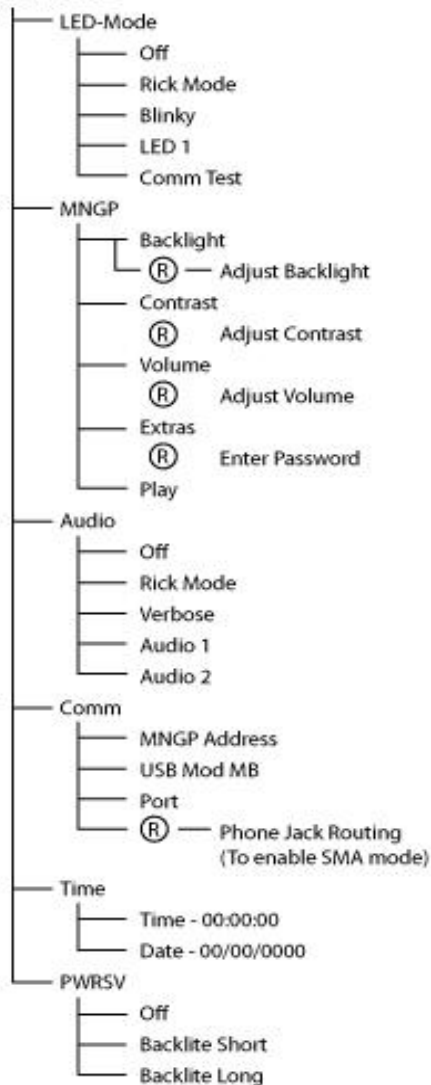 LED-Mode
Off
Rick Mode
Blinky
LED 1
Comm Test
MNGP
Backlight
R Adjust Backlight
Contrast
R Adjust Contrast
Volume
R Adjust Volume
Extras
R Enter Password
Play
Audio
Off
Rick Mode
Verbose
Audio 1
Audio 2
Comm
MNGP Address
USB Mod MB
Port
R Phone Jack Routing
(To enable SMA mode)
Time
Time - 00:00:00
Date - 00/00/0000
PWRSV
Off
Backlite Short
Backlite Long